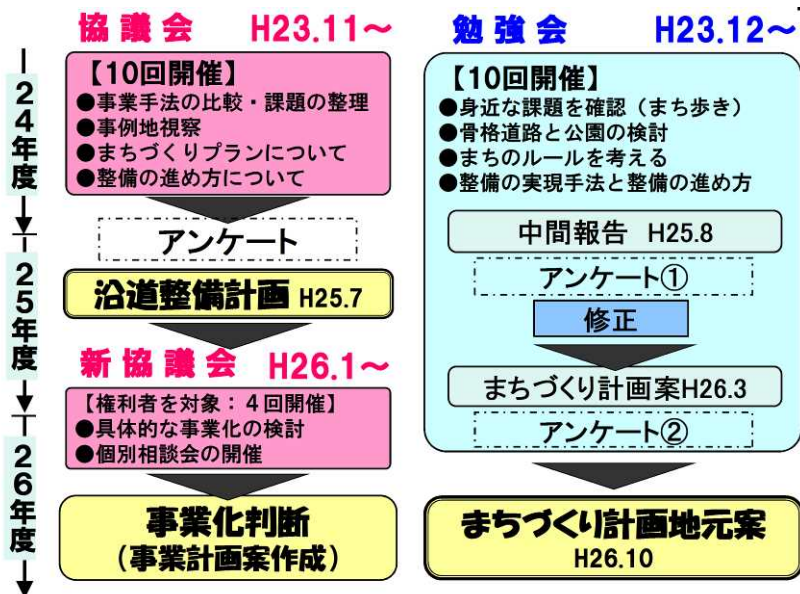 24年度
25年度
26年度
協議会 H23.11～
【10回開催】
●事業手法の比較・課題の整理
●事例地視察
●まちづくりプランについて
●整備の進め方について
アンケート
沿道整備計画 H25.7
新協議会 H26.1～
【権利者を対象：４回開催】
●具体的な事業化の検討
●個別相談会の開催
事業化判断
（事業計画案作成）
勉強会 H23.12～
【10回開催】
●身近な課題を確認（まち歩き）
●骨格道路と公園の検討
●まちのルールを考える
●整備の実現手法と整備の進め方
中間報告 H25.8
アンケート①
修正
まちづくり計画案H26.3
アンケート②
まちづくり計画地元案
H26.10